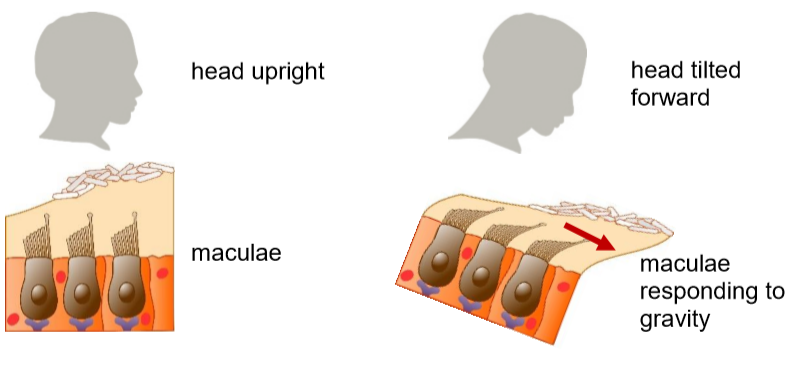 head upright
head tilted
forward
maculae
maculae
responding to
gravity